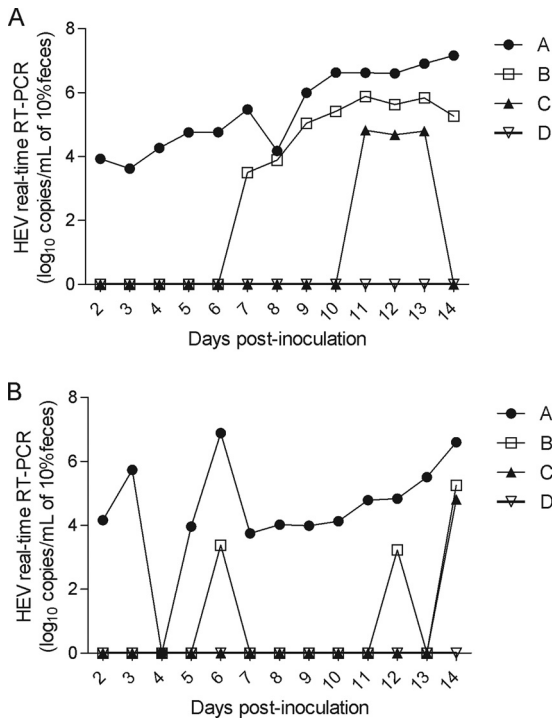 A
HEV real-time RT-PCR
(log10 copies/mL of 10%feces)
8
6
4
2
0
2 3 4 5 6 7 8 9 10 11 12 13 14
Days post-inoculation
A
B
C
D
B
HEV real-time RT-PCR
(log10 copies/mL of 10%feces)
8
6
4
2
0
2 3 4 5 6 7 8 9 10 11 12 13 14
Days post-inoculation
A
B
C
D